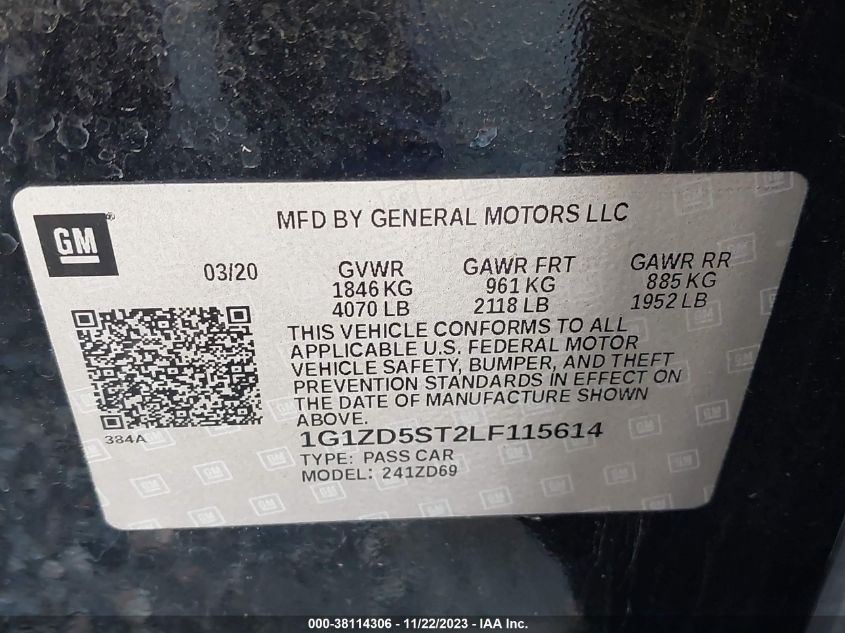 GM
MFD BY GENERAL MOTORS LLC
03/20
GVWR
1846 KG
4070 LB
GAWR FRT
961 KG
2118 LB
GAWR RR
885 KG
1952 LB
THIS VEHICLE CONFORMS TO ALL
APPLICABLE U.S. FEDERAL MOTOR
VEHICLE SAFETY, BUMPER, AND THEFT
PREVENTION STANDARDS IN EFFECT ON
THE DATE OF MANUFACTURE SHOWN
ABOVE.
384A
1G1ZD5ST2LF115614
TYPE: PASS CAR
MODEL: 241ZD69
000-38114306 - 11/22/2023 - IAA Inc.